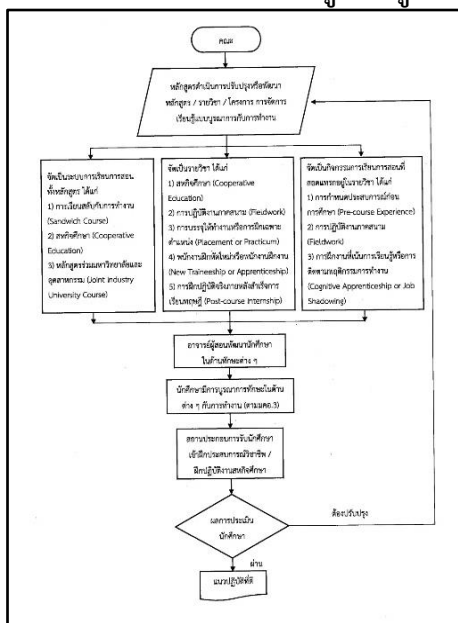 คณะ
หลักสูตรดำเนินการปรับปรุงหรือพัฒนา
หลักสูตร / รายวิชา / โครงการ การจัดการ
เรียนรู้แบบบูรณาการกับการทำงาน
จัดเป็นระบบการเรียนการสอน
ทั้งหลักสูตร ได้แก่
1) การเรียนสลับกับการทำงาน
(Sandwich Course)
2) สหกิจศึกษา (Cooperative
Education)
3) หลักสูตรร่วมมหาวิทยาลัยและ
อุตสาหกรรม (Joint Industry
University Course)
จัดเป็นรายวิชา ได้แก่
1) สหกิจศึกษา (Cooperative
Education)
2) การปฏิบัติงานภาคสนาม (Fieldwork)
3) การบรรจุให้ทำงานหรือการฝึกเฉพาะ
ตำแหน่ง (Placement or Practicum)
4) พนักงานฝึกหัดใหม่หรือพนักงานฝึกงาน
(New Traineeship or Apprenticeship)
5) การฝึกปฏิบัติจริงภายหลังสำเร็จการ
เรียนทฤษฎี (Post-course Internship)
จัดเป็นกิจกรรมการเรียนการสอนที่
สอดแทรกอยู่ในรายวิชา ได้แก่
1) การกำหนดประสบการณ์ก่อน
การศึกษา (Pre-course Experience)
2) การปฏิบัติงานภาคสนาม
(Fieldwork)
3) การฝึกงานที่เน้นการเรียนรู้หรือการ
ติดตามพฤติกรรมการทำงาน
(Cognitive Apprenticeship or Job
Shadowing)
อาจารย์ผู้สอนพัฒนานักศึกษา
ในด้านทักษะต่าง ๆ
นักศึกษามีการบูรณาการทักษะในด้าน
ต่าง ๆ กับการทำงาน (ตามมคอ.3)
สถานประกอบการรับนักศึกษา
เข้าฝึกประสบการณ์วิชาชีพ /
ฝึกปฏิบัติงานสหกิจศึกษา
ต้องปรับปรุง
ผลการประเมิน
นักศึกษา
ผ่าน
แนวปฏิบัติที่ดี